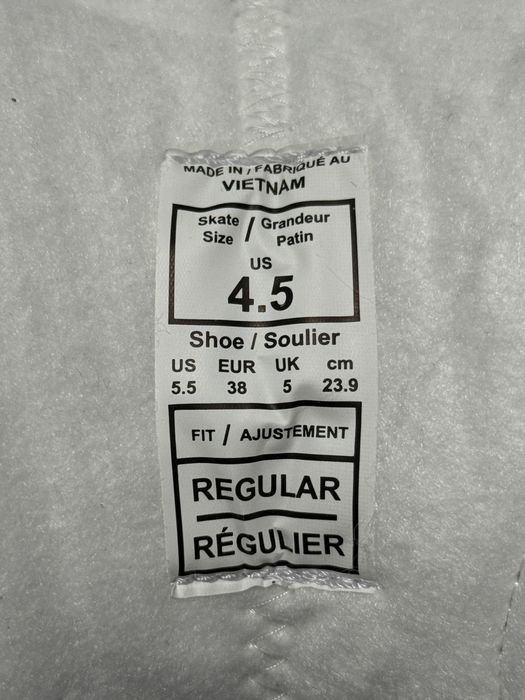 MADE IN / FABRIQUÉ AU
VIETNAM
Skate / Grandeur
Size Patin
US
4.5
Shoe / Soulier
US EUR UK cm
5.5 38 5 23.9
FIT / AJUSTEMENT
REGULAR
RÉGULIER